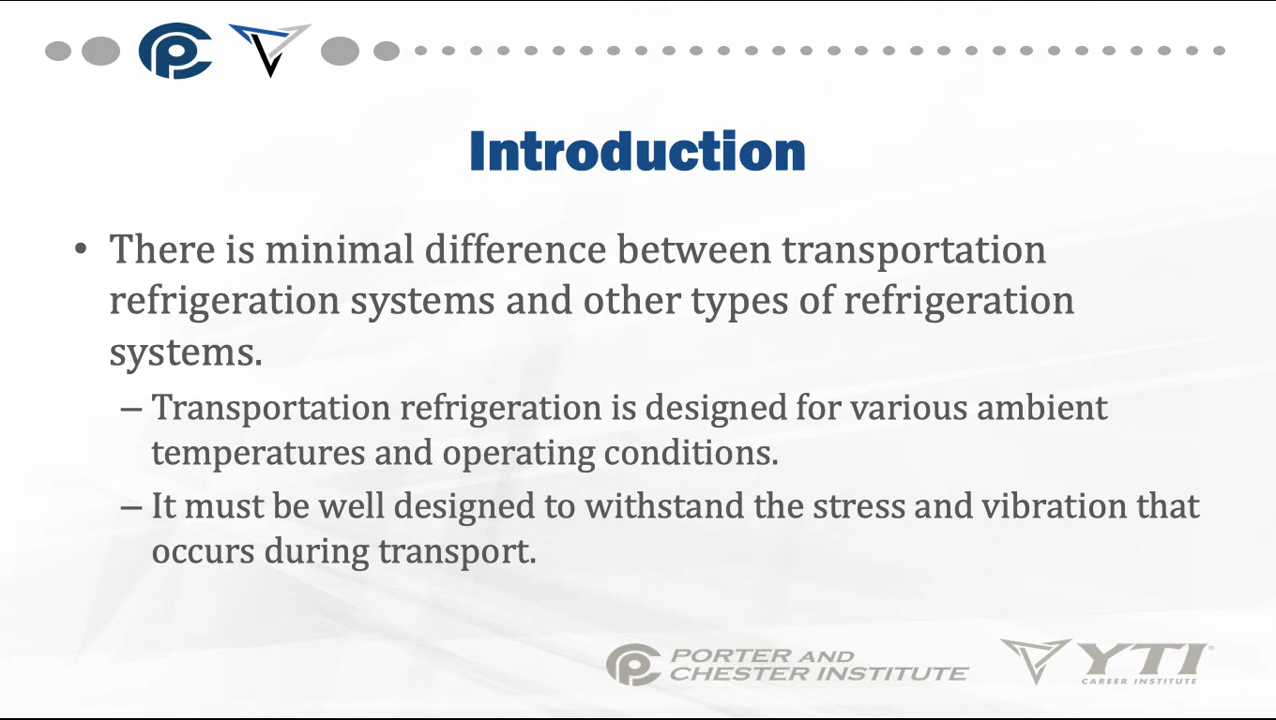 Introduction
• There is minimal difference between transportation
refrigeration systems and other types of refrigeration
systems.
– Transportation refrigeration is designed for various ambient
temperatures and operating conditions.
– It must be well designed to withstand the stress and vibration that
occurs during transport.
PORTER AND
CHESTER INSTITUTE
YTI
CAREER INSTITUTE